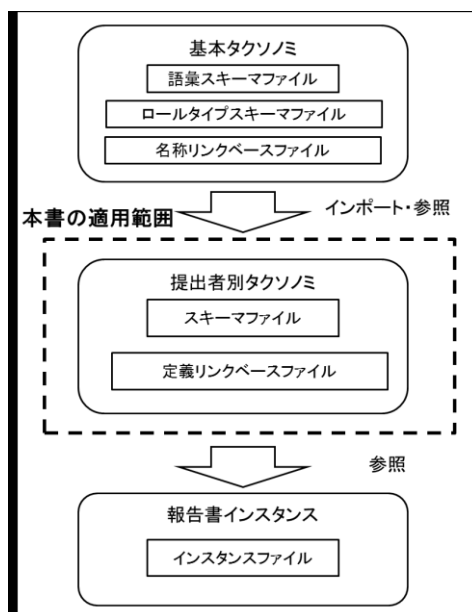 基本タクソノミ
語彙スキーマファイル
ロールタイプスキーマファイル
名称リンクベースファイル
インポート・参照
本書の適用範囲
提出者別タクソノミ
スキーマファイル
定義リンクベースファイル
参照
報告書インスタンス
インスタンスファイル